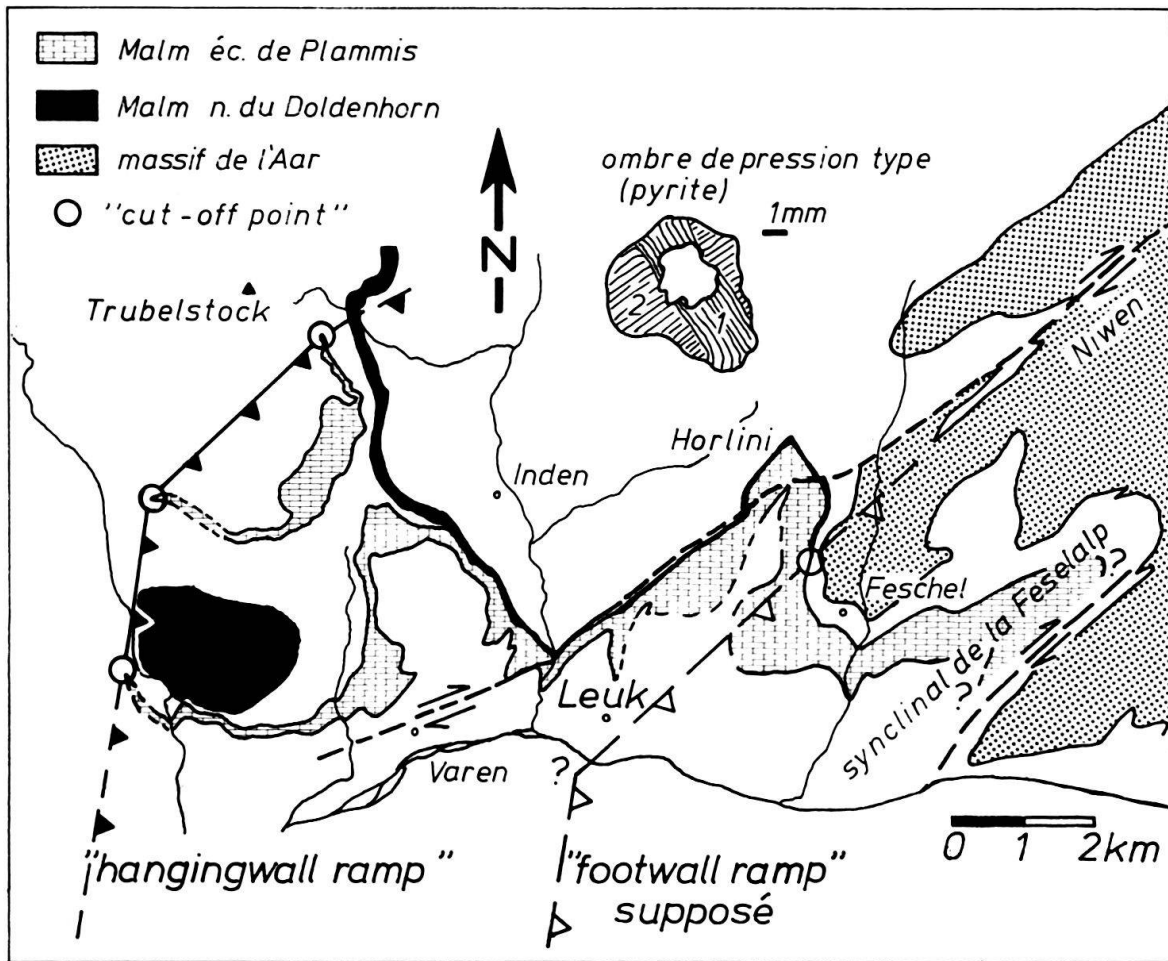 Malm éc. de Plammis
Malm n. du Doldenhorn
massif de l'Aar
"cut-off point"
N
ombre de pression type
(pyrite)
1mm
2
1
Trubelstock
Niwen
Horlini
Inden
Feschel
synclinal de la Feselalp
?
?
?
Leuk
Varen
?
0 1 2km
"hangingwall ramp"
"footwall ramp"
supposé